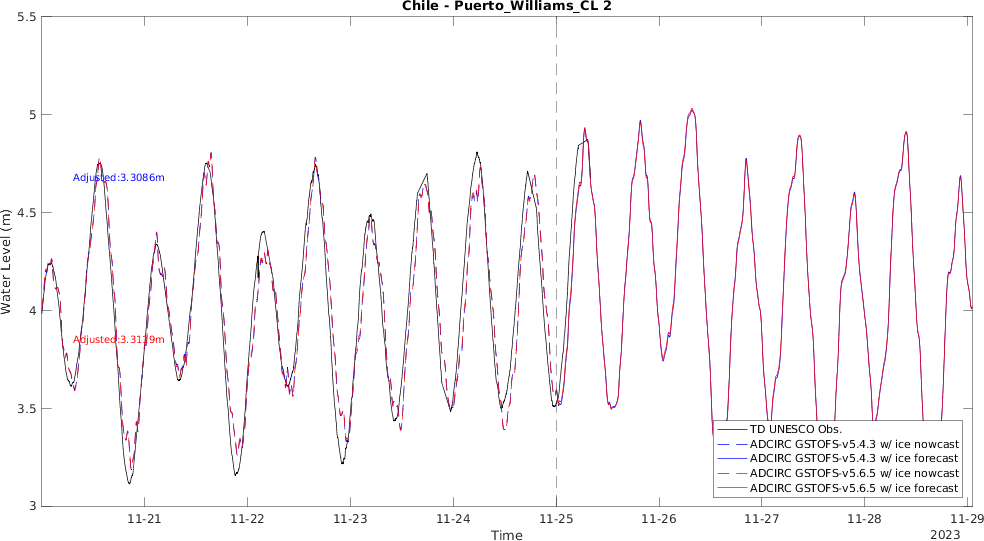 Chile - Puerto_Williams_CL 2
5.5
5
4.5
4
3.5
3
Water Level (m)
Adjusted:3.3086m
Adjusted:3.3119m
TD UNESCO Obs.
ADCIRC GSTOFS-v5.4.3 w/ ice nowcast
ADCIRC GSTOFS-v5.4.3 w/ ice forecast
ADCIRC GSTOFS-v5.6.5 w/ ice nowcast
ADCIRC GSTOFS-v5.6.5 w/ ice forecast
11-21 11-22 11-23 11-24 11-25 11-26 11-27 11-28 11-29
Time
2023